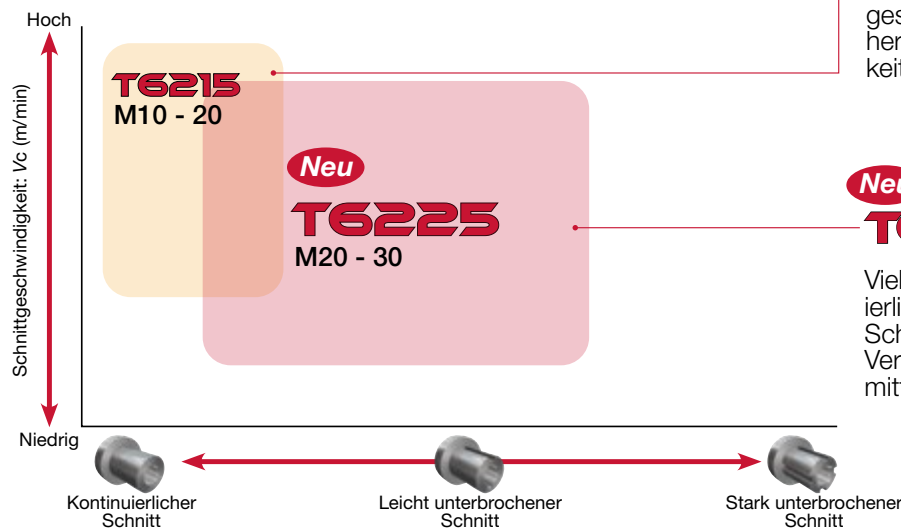 Hoch
Schnittgeschwindigkeit: Vc (m/min)
Niedrig
T6215
M10 - 20
Neu
T6225
M20 - 30
Kontinuierlicher
Schnitt
Leicht unterbrochener
Schnitt
Stark unterbrochener
Schnitt